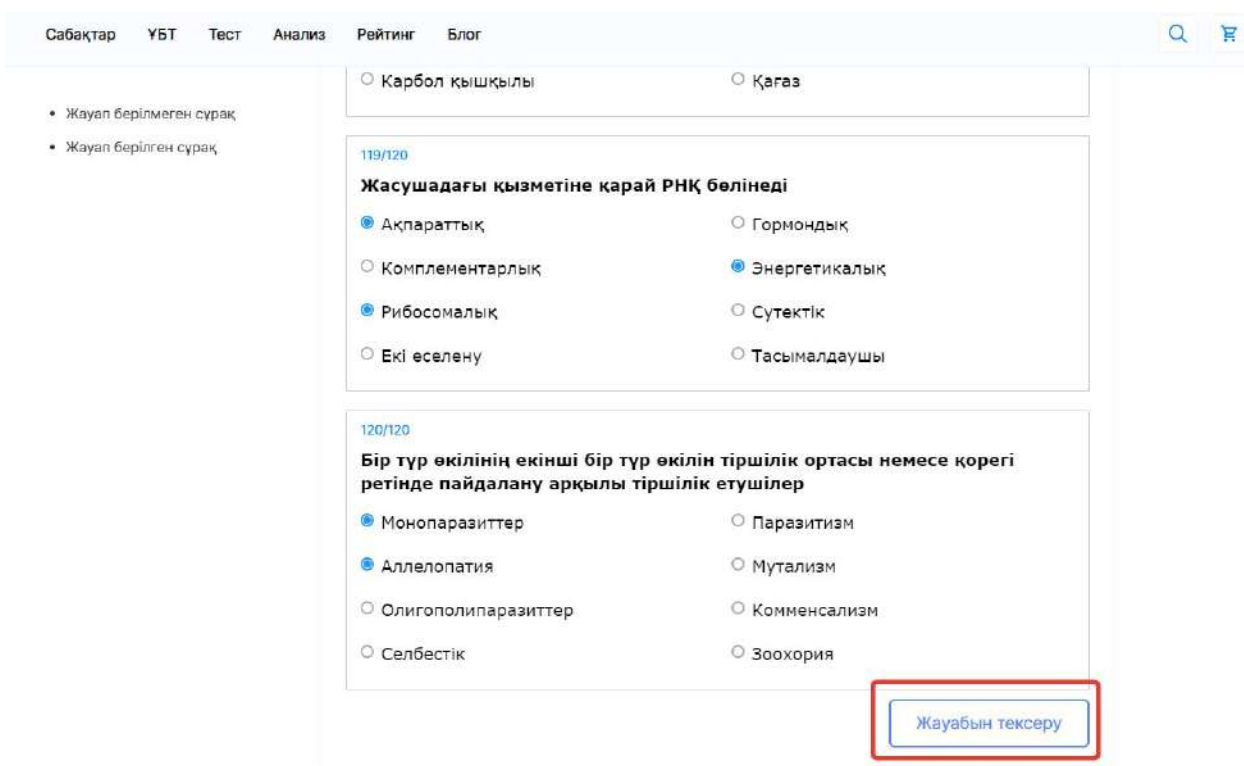 Сабақтар ҰБТ Тест Анализ Рейтинг Блог
Карбол қышқылы Қағаз
• Жауап берілмеген сұрақ
• Жауап берілген сұрақ
119/120
Жасушадағы қызметіне қарай РНҚ бөлінеді
Ақпараттық Гормондық
Комплементарлық Энергетикалық
Рибосомалық Сутектік
Екі еселену Тасымалдаушы
120/120
Бір түр өкілінің екінші бір түр өкілін тіршілік ортасы немесе қорегі
ретінде пайдалану арқылы тіршілік етушілер
Монопаразиттер Паразитизм
Аллелопатия Мутализм
Олигополипаразиттер Комменсализм
Селбестік Зоохория
Жауабын тексеру